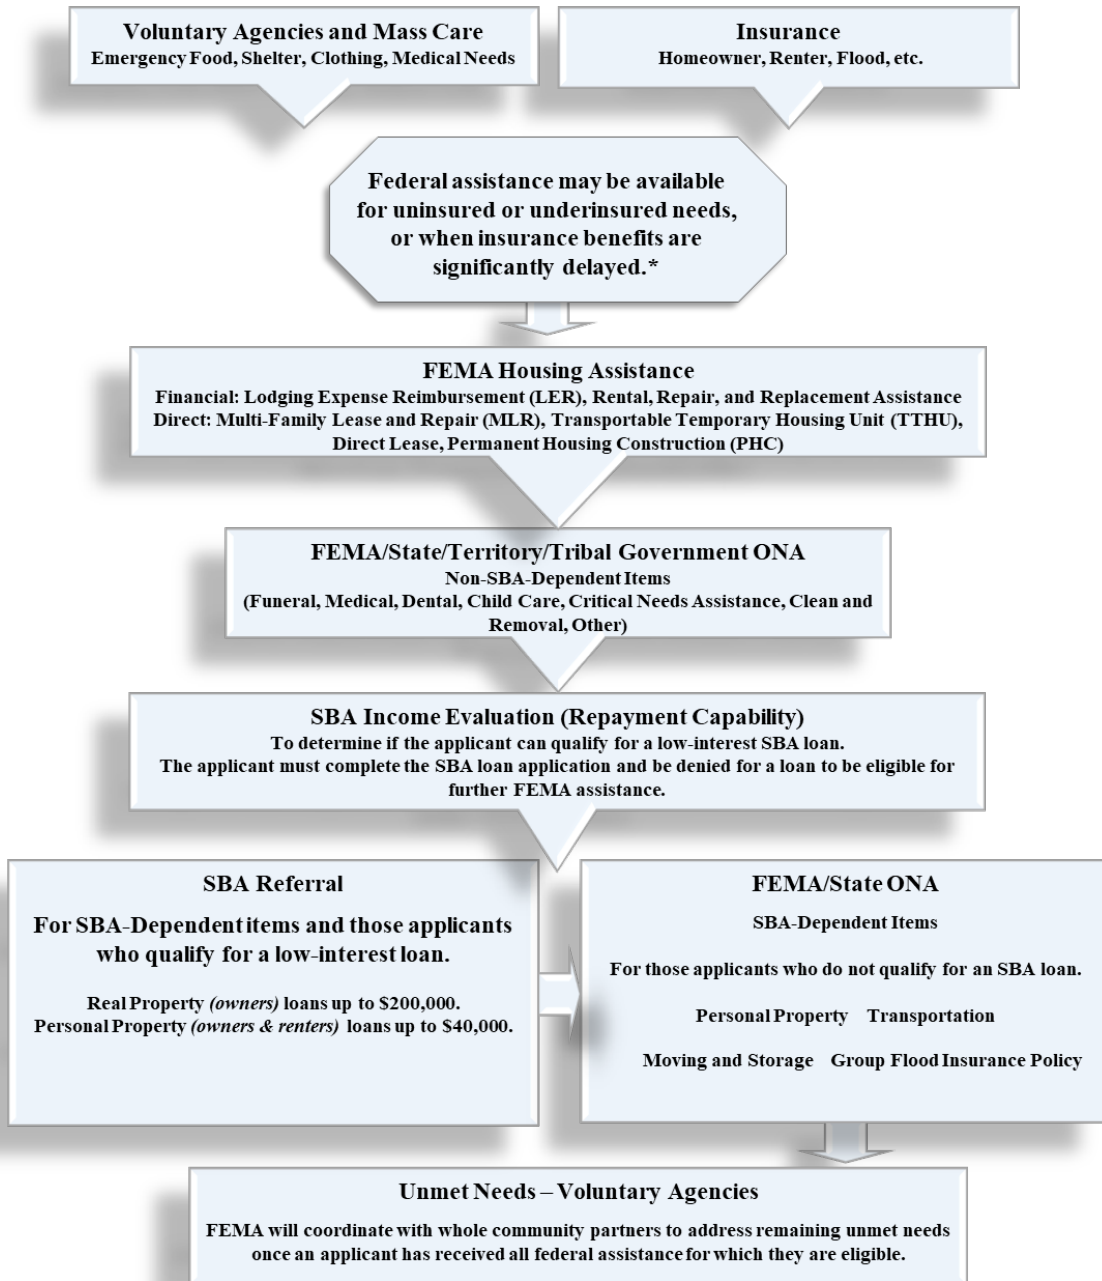 Voluntary Agencies and Mass Care
Emergency Food, Shelter, Clothing, Medical Needs
Insurance
Homeowner, Renter, Flood, etc.
Federal assistance may be available
for uninsured or underinsured needs,
or when insurance benefits are
significantly delayed.*
FEMA Housing Assistance
Financial: Lodging Expense Reimbursement (LER), Rental, Repair, and Replacement Assistance
Direct: Multi-Family Lease and Repair (MLR), Transportable Temporary Housing Unit (TTHU),
Direct Lease, Permanent Housing Construction (PHC)
FEMA/State/Territory/Tribal Government ONA
Non-SBA-Dependent Items
(Funeral, Medical, Dental, Child Care, Critical Needs Assistance, Clean and
Removal, Other)
SBA Income Evaluation (Repayment Capability)
To determine if the applicant can qualify for a low-interest SBA loan.
The applicant must complete the SBA loan application and be denied for a loan to be eligible for
further FEMA assistance.
SBA Referral
For SBA-Dependent items and those applicants
who qualify for a low-interest loan.
Real Property (owners) loans up to $200,000.
Personal Property (owners & renters) loans up to $40,000.
FEMA/State ONA
SBA-Dependent Items
For those applicants who do not qualify for an SBA loan.
Personal Property Transportation
Moving and Storage Group Flood Insurance Policy
Unmet Needs – Voluntary Agencies
FEMA will coordinate with whole community partners to address remaining unmet needs
once an applicant has received all federal assistance for which they are eligible.